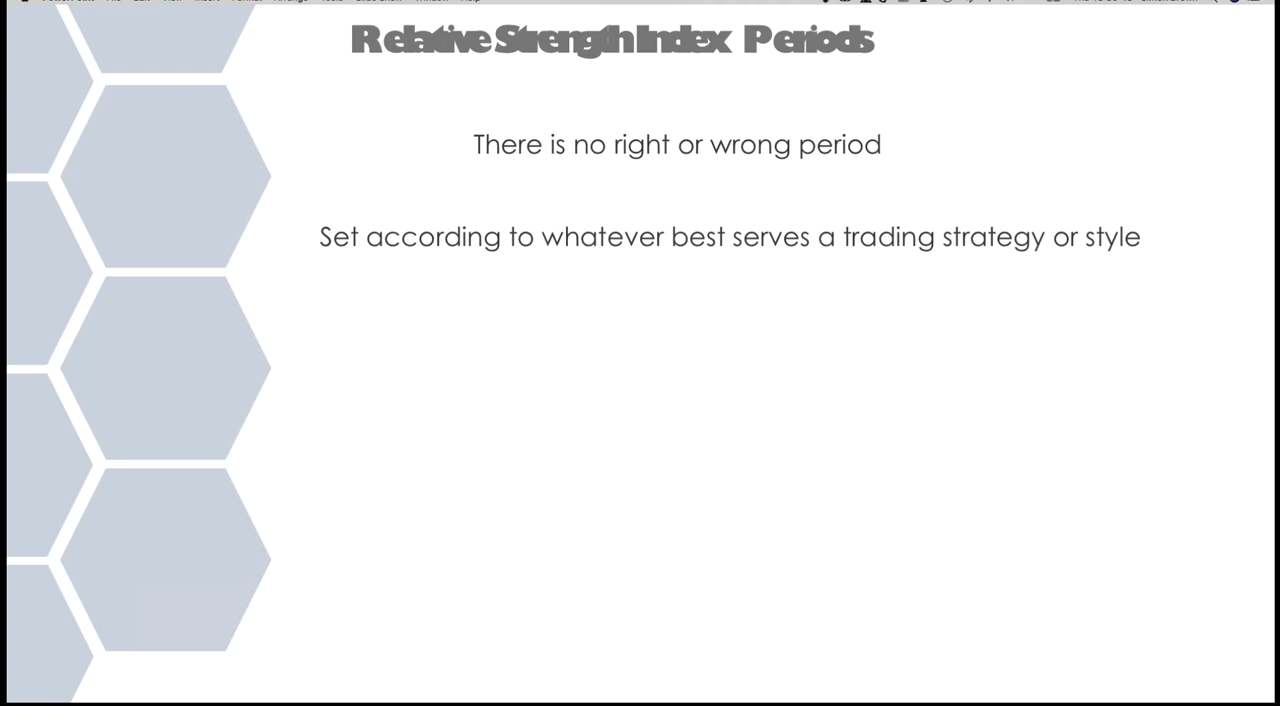 Relative Strength Index Periods
There is no right or wrong period
Set according to whatever best serves a trading strategy or style